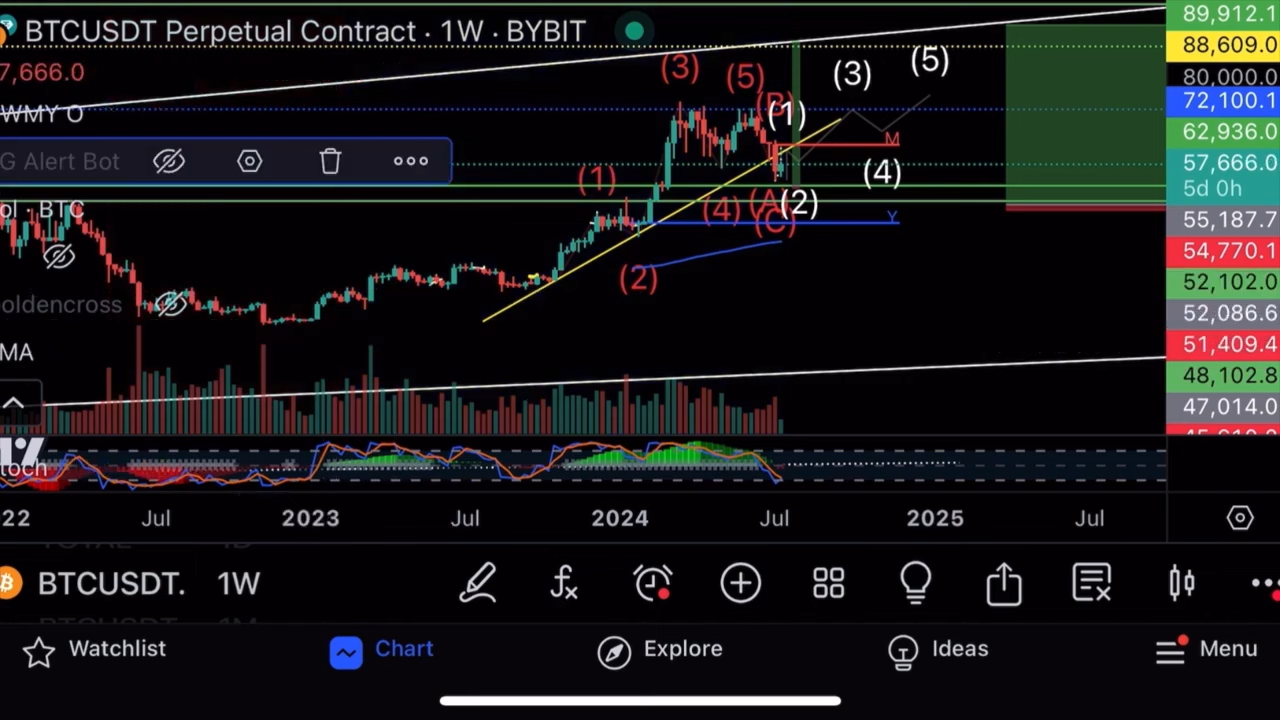 BTCUSDT Perpetual Contract · 1W · BYBIT
7,666.0
WMY O
G Alert Bot
ol · BTC
oldencross
MA
toch
(1)
(2)
(3)
(4)
(5)
(A)
(B)
(C)
(1)
(2)
(3)
(4)
(5)
M
Y
89,912.1
88,609.0
80,000.0
72,100.1
62,936.0
57,666.0
5d 0h
55,187.7
54,770.1
52,102.0
52,086.6
51,409.4
48,102.8
47,014.0
22 Jul 2023 Jul 2024 Jul 2025 Jul
BTCUSDT. 1W
Watchlist Chart Explore Ideas Menu